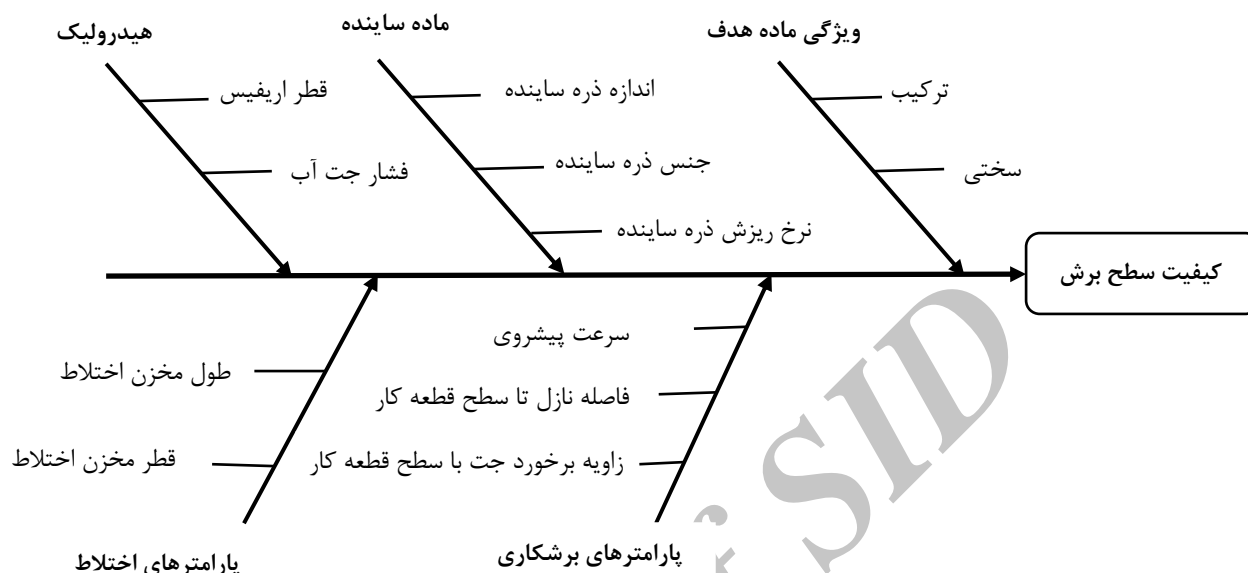 هیدرولیک
ماده ساینده
ویژگی ماده هدف
قطر اریفیس
فشار جت آب
اندازه ذره ساینده
جنس ذره ساینده
نرخ ریزش ذره ساینده
ترکیب
سختی
کیفیت سطح برش
طول مخزن اختلاط
قطر مخزن اختلاط
پارامترهای اختلاط
سرعت پیشروی
فاصله نازل تا سطح قطعه کار
زاویه برخورد جت با سطح قطعه کار
پارامترهای برشکاری
SID